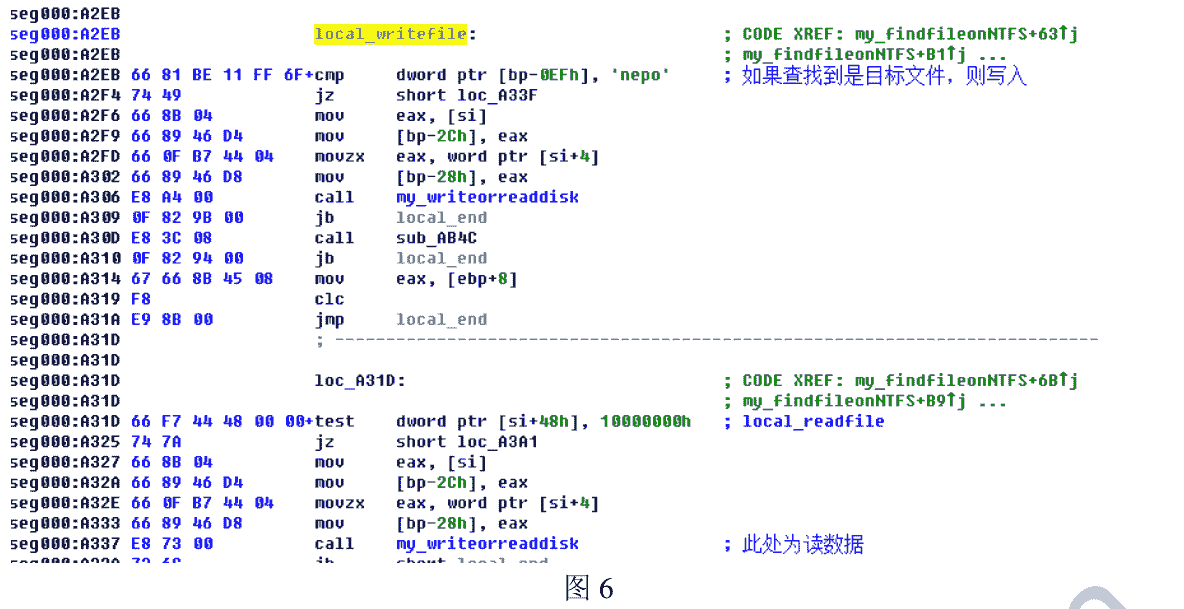 seg000:A2EB
seg000:A2EB local_writefile: ; CODE XREF: my_findfileonNTFS+63↑j
seg000:A2EB ; my_findfileonNTFS+B1↑j ...
seg000:A2EB 66 81 BE 11 FF 6F+cmp dword ptr [bp-0EFh], 'nepo' ; 如果查找到是目标文件，则写入
seg000:A2F4 74 49 jz short loc_A33F
seg000:A2F6 66 8B 04 mov eax, [si]
seg000:A2F9 66 89 46 D4 mov [bp-2Ch], eax
seg000:A2FD 66 0F B7 44 04 movzx eax, word ptr [si+4]
seg000:A302 66 89 46 D8 mov [bp-28h], eax
seg000:A306 E8 A4 00 call my_writeorreaddisk
seg000:A309 0F 82 9B 00 jb local_end
seg000:A30D E8 3C 08 call sub_AB4C
seg000:A310 0F 82 94 00 jb local_end
seg000:A314 67 66 8B 45 08 mov eax, [ebp+8]
seg000:A319 F8 clc
seg000:A31A E9 8B 00 jmp local_end
seg000:A31D ; ---------------------------------------------------------------------------
seg000:A31D
seg000:A31D loc_A31D: ; CODE XREF: my_findfileonNTFS+6B↑j
seg000:A31D ; my_findfileonNTFS+B9↑j ...
seg000:A31D 66 F7 44 48 00 00+test dword ptr [si+48h], 10000000h ; local_readfile
seg000:A325 74 7A jz short loc_A3A1
seg000:A327 66 8B 04 mov eax, [si]
seg000:A32A 66 89 46 D4 mov [bp-2Ch], eax
seg000:A32E 66 0F B7 44 04 movzx eax, word ptr [si+4]
seg000:A333 66 89 46 D8 mov [bp-28h], eax
seg000:A337 E8 73 00 call my_writeorreaddisk ; 此处为读数据
图 6